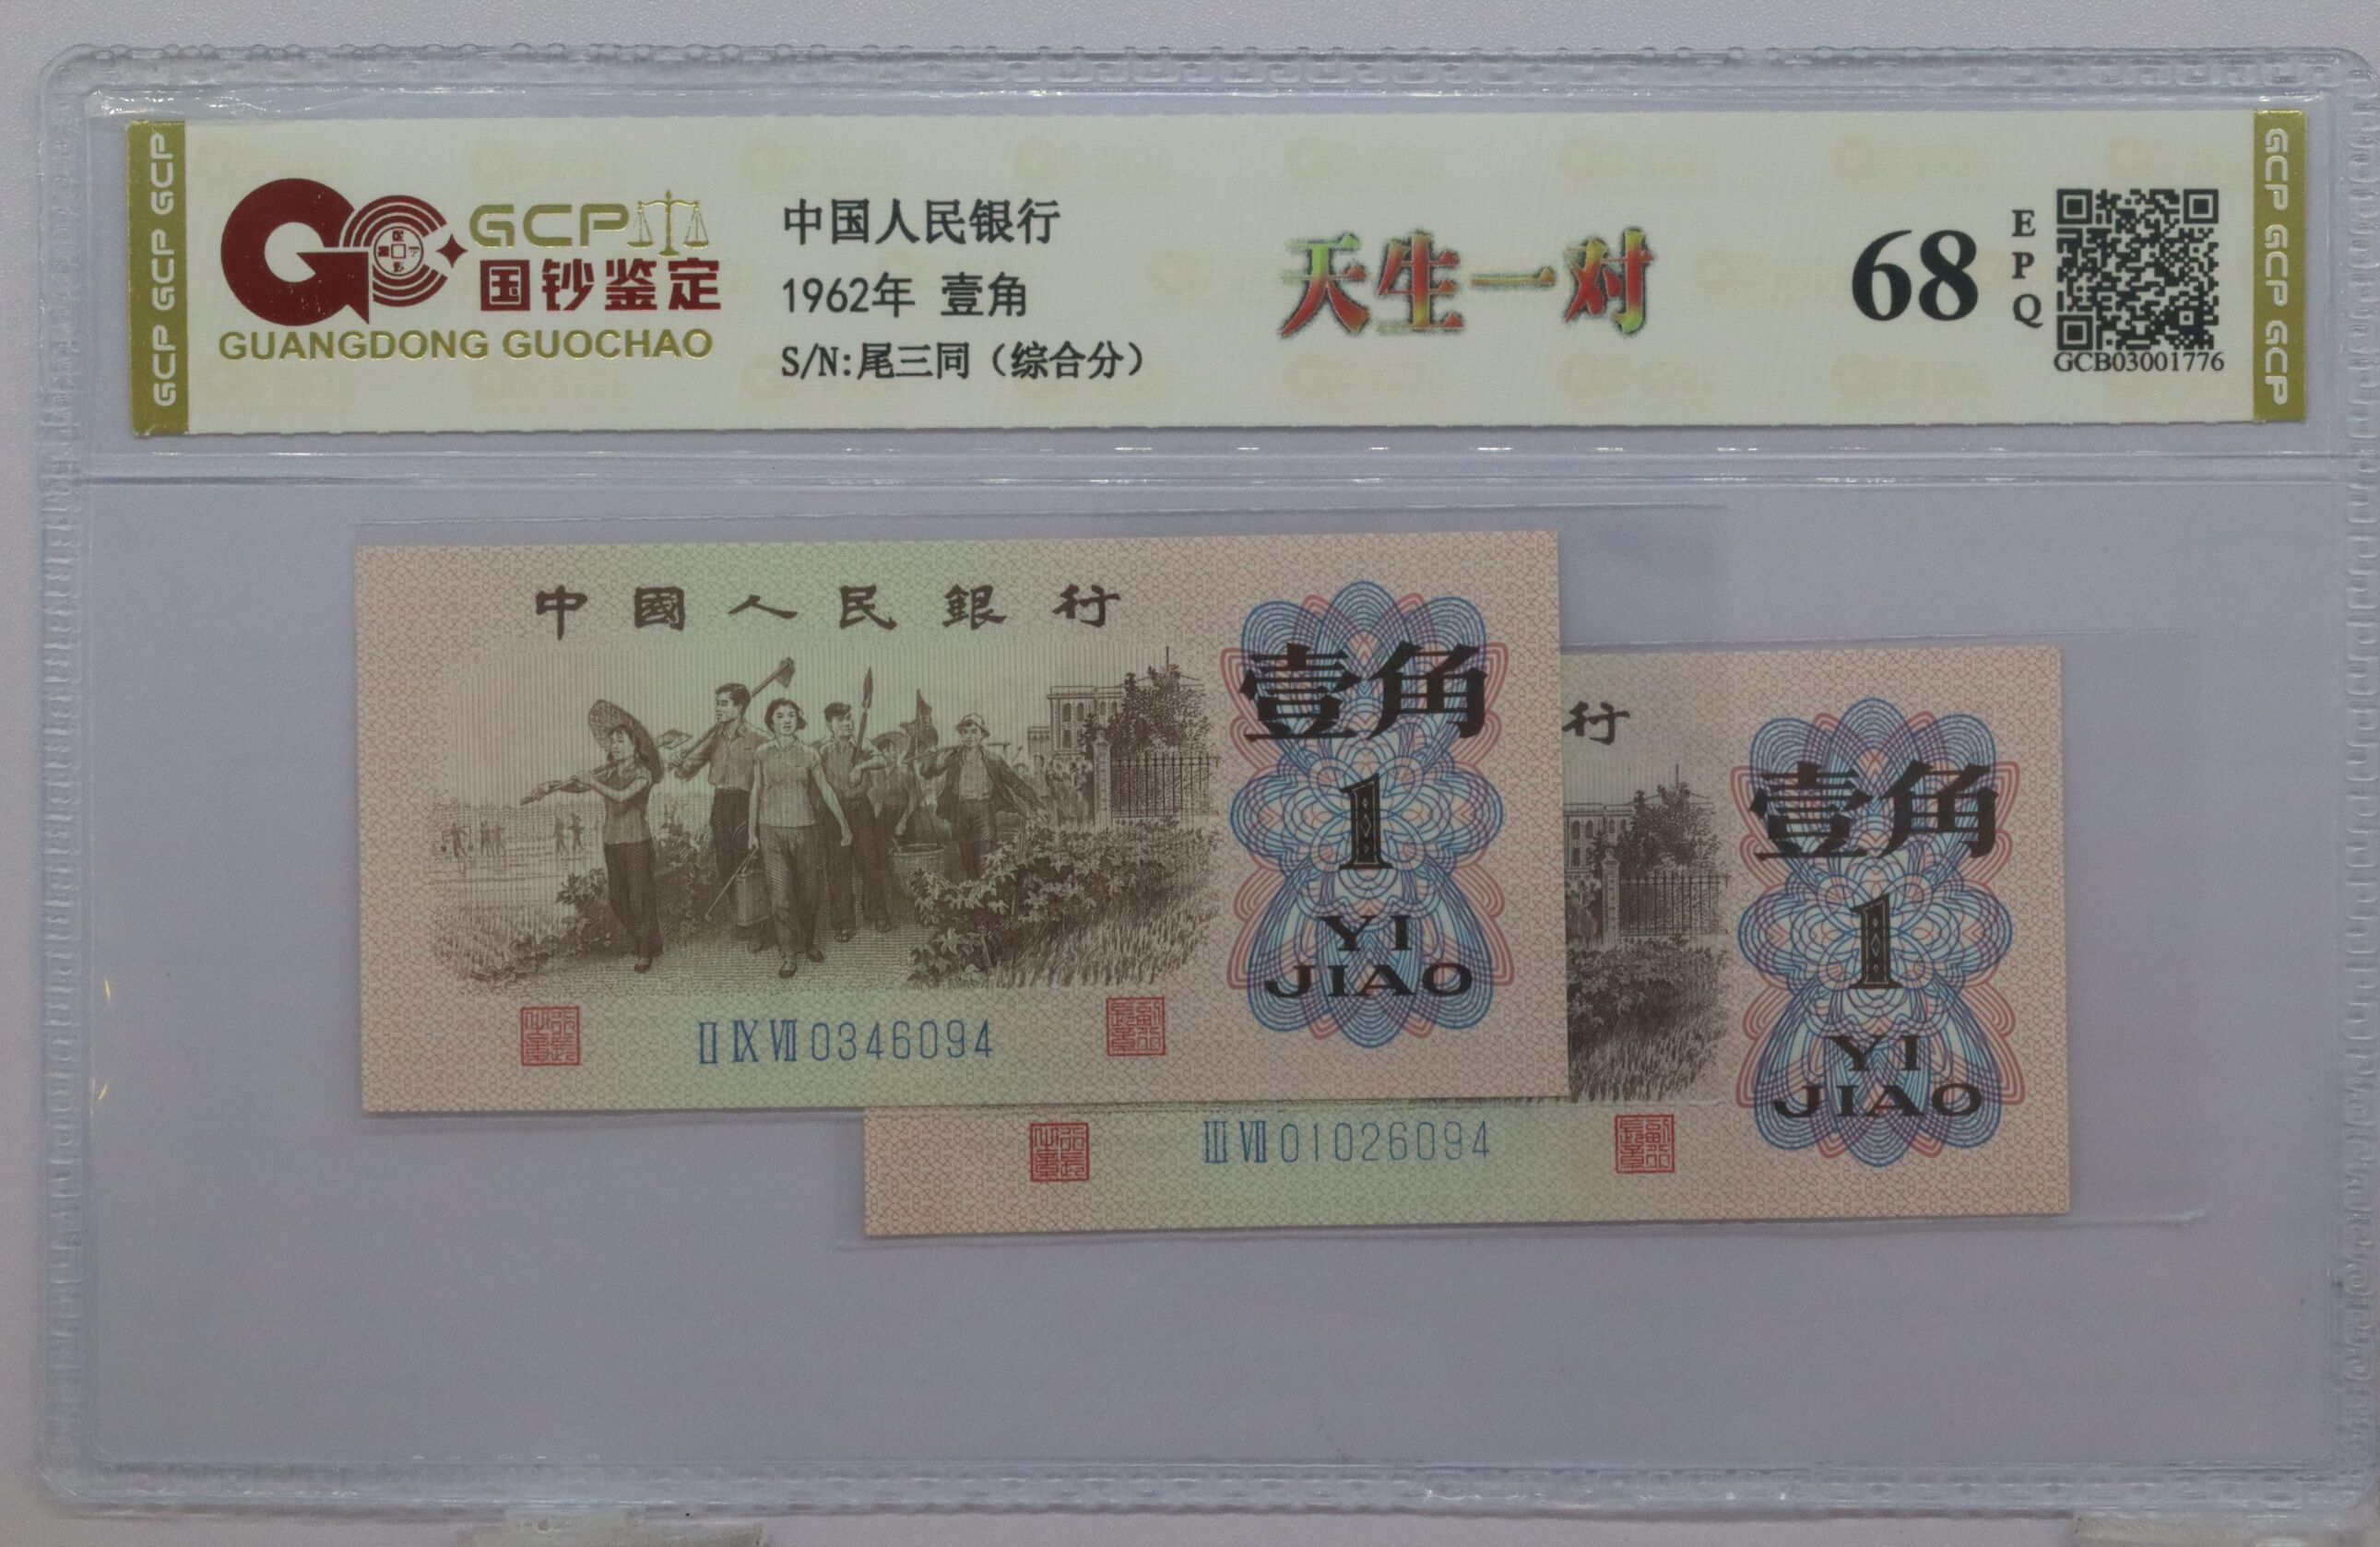 GCP GCP GCP
GCP
国钞鉴定
GUANGDONG GUOCHAO
中国人民银行
1962年 壹角
S/N:尾三同（综合分）
天生一对
68
EPQ
GCB03001776
GCP GCP GCP
中國人民銀行
壹角
1
YI
JIAO
II IX VII 0346094
行
壹角
1
YI
JIAO
III VII 01026094